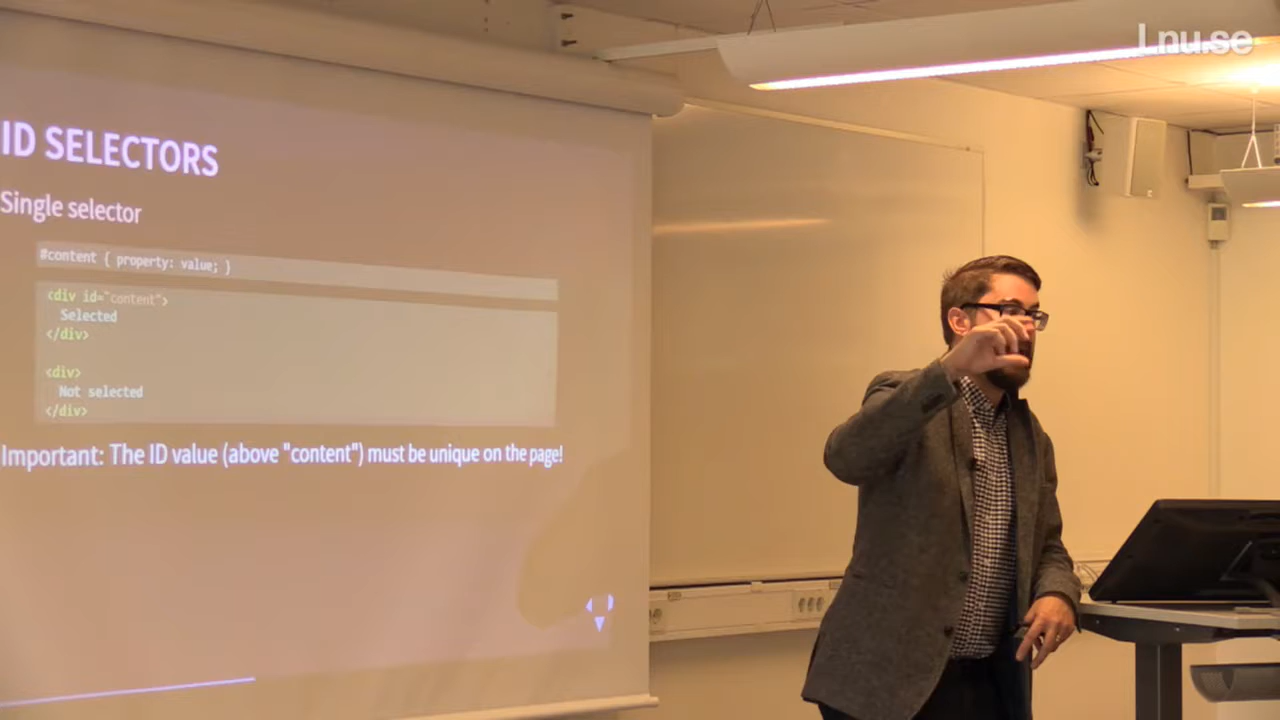 Lnu.se
ID SELECTORS
Single selector
#content { property: value; }
<div id="content">
Selected
</div>
<div>
Not selected
</div>
Important: The ID value (above "content") must be unique on the page!